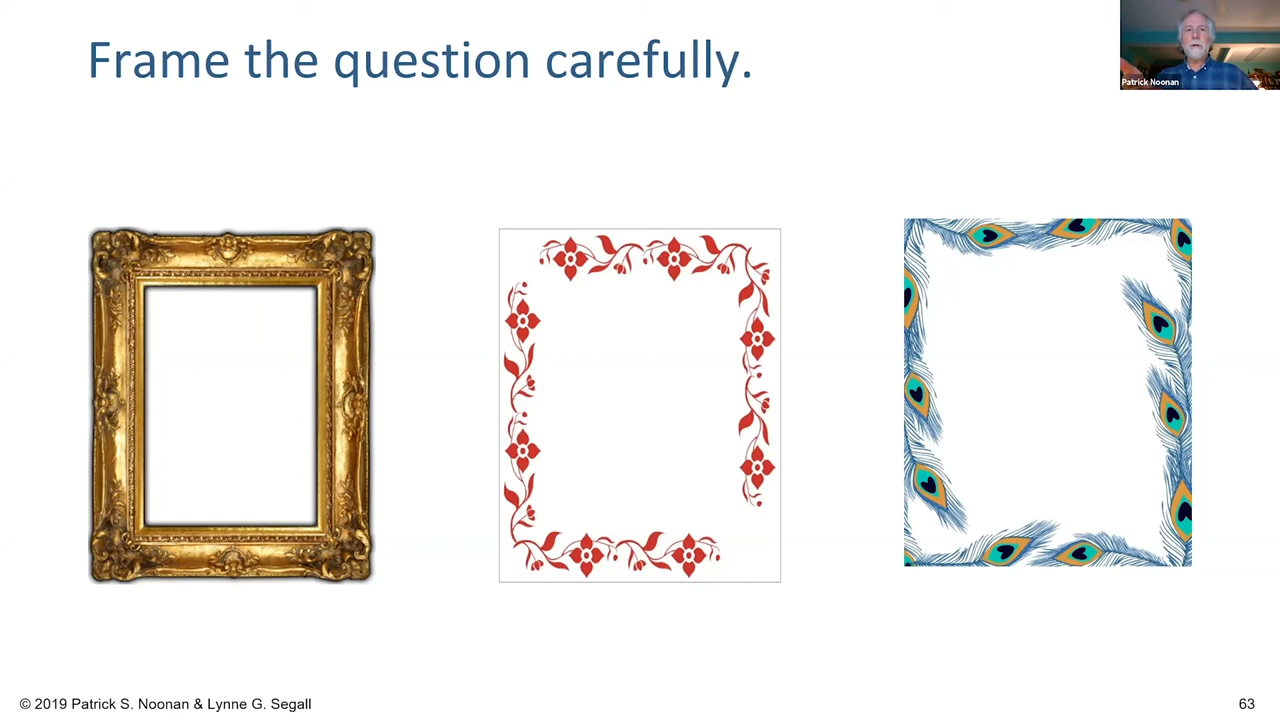 Frame the question carefully.
Patrick Noonan
© 2019 Patrick S. Noonan & Lynne G. Segall
63